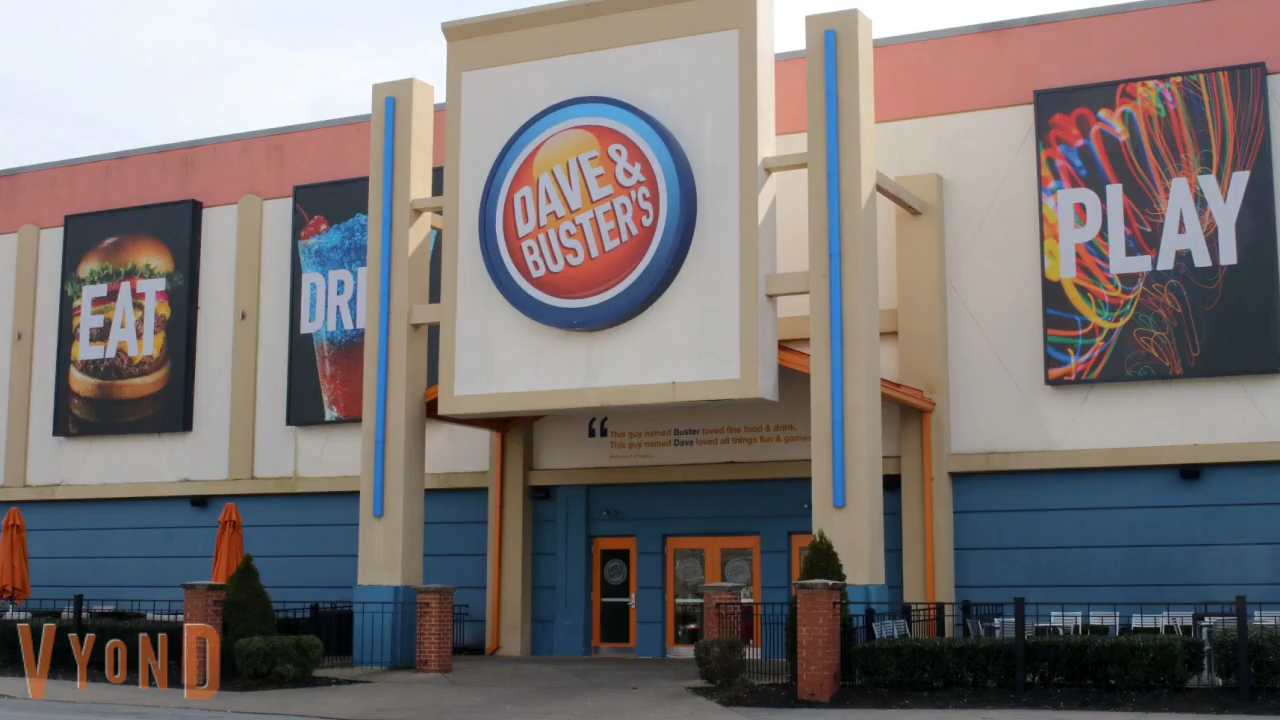 EAT
DRI
DAVE &
BUSTER'S
PLAY
“ This guy named Buster loved fine food & drink.
This guy named Dave loved all things fun & games
VYOND